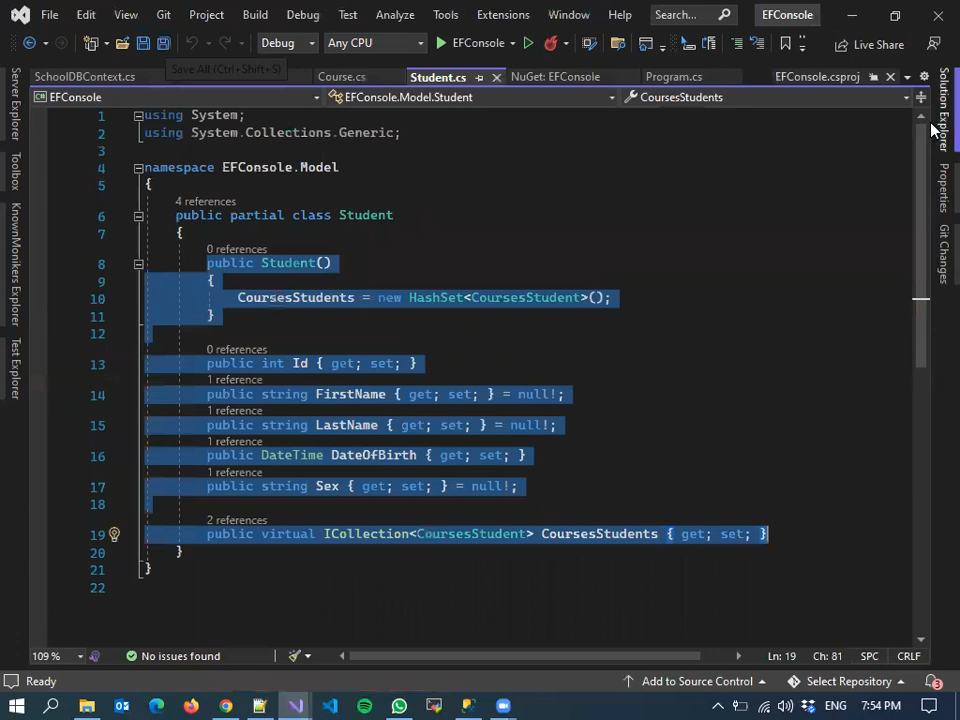 File Edit View Git Project Build Debug Test Analyze Tools Extensions Window Help Search... EFConsole
Debug Any CPU EFConsole Live Share
Save All (Ctrl+Shift+S)
SchoolDBContext.cs Course.cs Student.cs NuGet: EFConsole Program.cs EFConsole.csproj
EFConsole EFConsole.Model.Student CoursesStudents
Server Explorer
Toolbox
KnownMonikers Explorer
Test Explorer
1 using System;
2 using System.Collections.Generic;
3
4 namespace EFConsole.Model
5 {
4 references
6 public partial class Student
7 {
0 references
8 public Student()
9 {
10 CoursesStudents = new HashSet<CoursesStudent>();
11 }
12
0 references
13 public int Id { get; set; }
1 reference
14 public string FirstName { get; set; } = null!;
1 reference
15 public string LastName { get; set; } = null!;
1 reference
16 public DateTime DateOfBirth { get; set; }
1 reference
17 public string Sex { get; set; } = null!;
18
2 references
19 public virtual ICollection<CoursesStudent> CoursesStudents { get; set; }
20 }
21 }
22
Solution Explorer
Properties
Git Changes
109 % No issues found Ln: 19 Ch: 81 SPC CRLF
Ready Add to Source Control Select Repository 3
ENG 7:54 PM